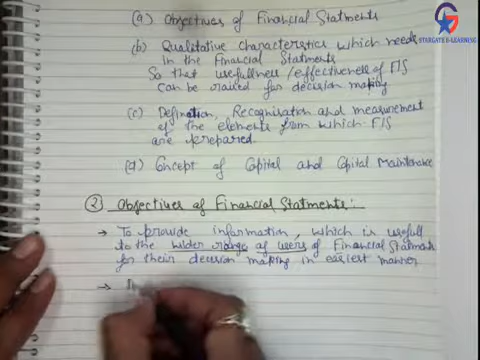 STARGATE E-LEARNING
(a) Objectives of Financial Statments
(b) Qualitative characteristics which needs
in the Financial Statments
So that usefullness/effectiveness of F/S
can be raised for decision making
(c) Defination, Recognisation and measurement
of the elements from which F/S
are prepared.
(d) Concept of Capital and Capital Maintenance
② Objectives of Financial Statments:
→ To provide information, which is usefull
to the wider range of users of Financial Statments
for their decision making in easiest manner
→